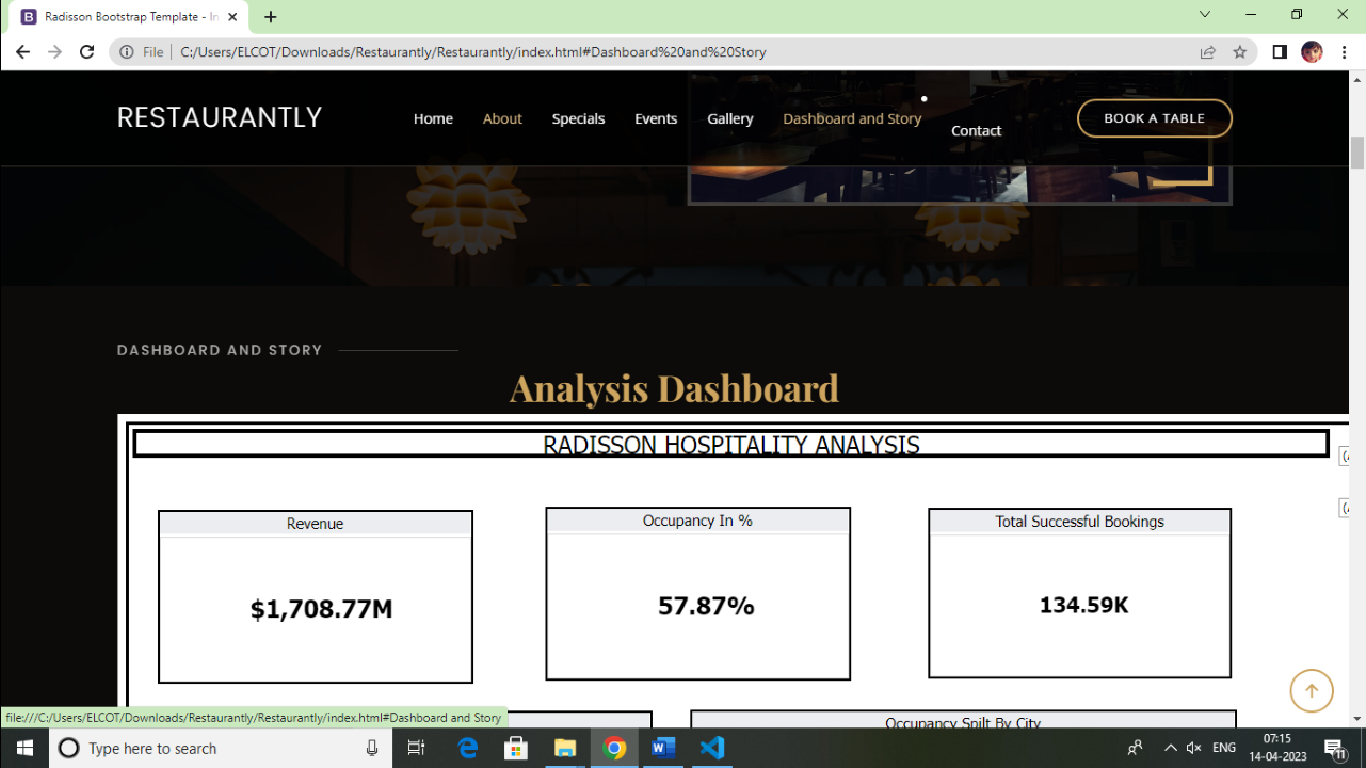 Radisson Bootstrap Template - In
File
C:/Users/ELCOT/Downloads/Restaurantly/Restaurantly/index.html#Dashboard%20and%20Story
RESTAURANTLY
Home
About
Specials
Events
Gallery
Dashboard and Story
Contact
BOOK A TABLE
DASHBOARD AND STORY
Analysis Dashboard
RADISSON HOSPITALITY ANALYSIS
Revenue
$1,708.77M
Occupancy In %
57.87%
Total Successful Bookings
134.59K
Occupancy Spilt By City
file:///C:/Users/ELCOT/Downloads/Restaurantly/Restaurantly/index.html#Dashboard and Story
Type here to search
ENG
07:15
14-04-2023
11